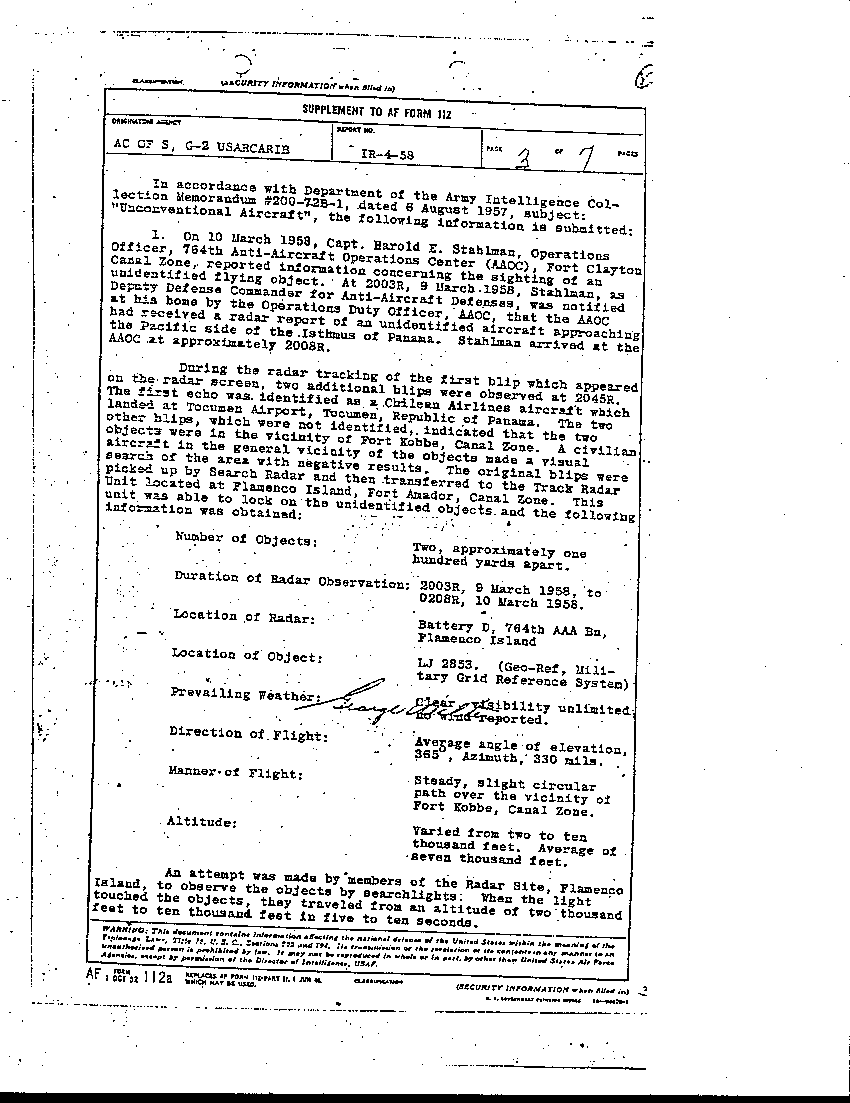 CLASSIFICATION (SECURITY INFORMATION when filled in)
SUPPLEMENT TO AF FORM 112
ORIGINATING AGENCY
REPORT NO.
AC OF S, G-2 USARCARIB
IR-4-58
PAGE 3 OF 7 PAGES
In accordance with Department of the Army Intelligence Col-
lection Memorandum #200-72B-1, dated 6 August 1957, subject:
"Unconventional Aircraft", the following information is submitted:
1. On 10 March 1958, Capt. Harold E. Stahlman, Operations
Officer, 764th Anti-Aircraft Operations Center (AAOC), Fort Clayton
Canal Zone, reported information concerning the sighting of an
unidentified flying object. At 2003R, 9 March 1958, Stahlman, as
Deputy Defense Commander for Anti-Aircraft Defenses, was notified
at his home by the Operations Duty Officer, AAOC, that the AAOC
had received a radar report of an unidentified aircraft approaching
the Pacific side of the Isthmus of Panama. Stahlman arrived at the
AAOC at approximately 2008R.
During the radar tracking of the first blip which appeared
on the radar screen, two additional blips were observed at 2045R.
The first echo was identified as a Chilean Airlines aircraft which
landed at Tocumen Airport, Tocumen, Republic of Panama. The two
other blips, which were not identified, indicated that the two
objects were in the vicinity of Fort Kobbe, Canal Zone. A civilian
aircraft in the general vicinity of the objects made a visual
search of the area with negative results. The original blips were
picked up by Search Radar and then transferred to the Track Radar
Unit located at Flamenco Island, Fort Amador, Canal Zone. This
unit was able to lock on the unidentified objects and the following
information was obtained:
Number of Objects: Two, approximately one
hundred yards apart.
Duration of Radar Observation: 2003R, 9 March 1958, to
0208R, 10 March 1958.
Location of Radar: Battery D, 764th AAA Bn,
Flamenco Island
Location of Object: LJ 2853. (Geo-Ref, Mili-
tary Grid Reference System)
Prevailing Weather: Clear visibility unlimited;
no wind reported.
Direction of Flight: Average angle of elevation,
365°, Azimuth, 330 mils.
Manner of Flight: Steady, slight circular
path over the vicinity of
Fort Kobbe, Canal Zone.
Altitude: Varied from two to ten
thousand feet. Average of
seven thousand feet.
An attempt was made by members of the Radar Site, Flamenco
Island, to observe the objects by searchlights: When the light
touched the objects, they traveled from an altitude of two thousand
feet to ten thousand feet in five to ten seconds.
WARNING: This document contains information affecting the national defense of the United States within the meaning of the
Espionage Laws, Title 18, U. S. C., Sections 793 and 794. Its transmission or the revelation of its contents in any manner to an
unauthorized person is prohibited by law. It may not be reproduced in whole or in part, by other than United States Air Force
Agencies, except by permission of the Director of Intelligence, USAF.
AF FORM 1 OCT 52 112a REPLACES AF FORM 112-PART II, 1 JUN 48,
WHICH MAY BE USED.
CLASSIFICATION
(SECURITY INFORMATION when filled in)
U. S. GOVERNMENT PRINTING OFFICE